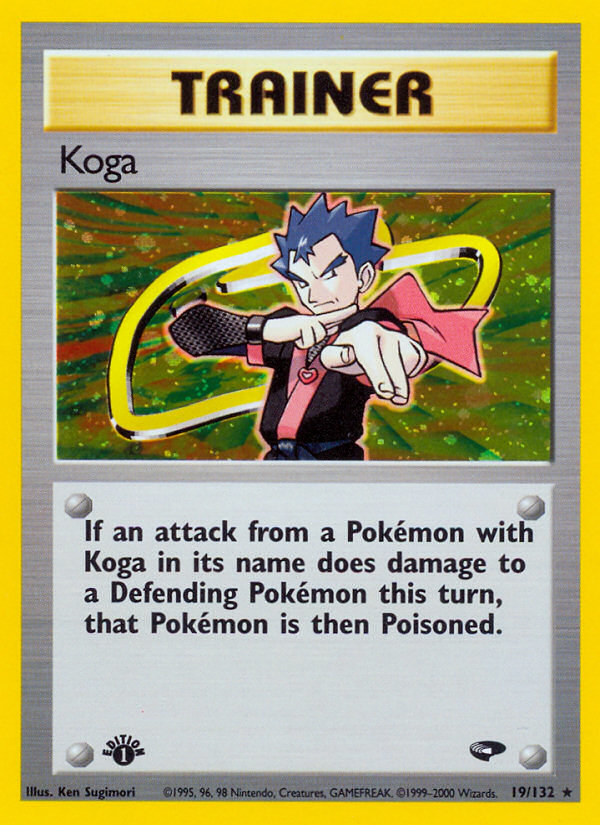 TRAINER
Koga
If an attack from a Pokémon with
Koga in its name does damage to
a Defending Pokémon this turn,
that Pokémon is then Poisoned.
EDITION
1
Illus. Ken Sugimori ©1995, 96, 98 Nintendo, Creatures, GAMEFREAK. ©1999–2000 Wizards. 19/132 ★